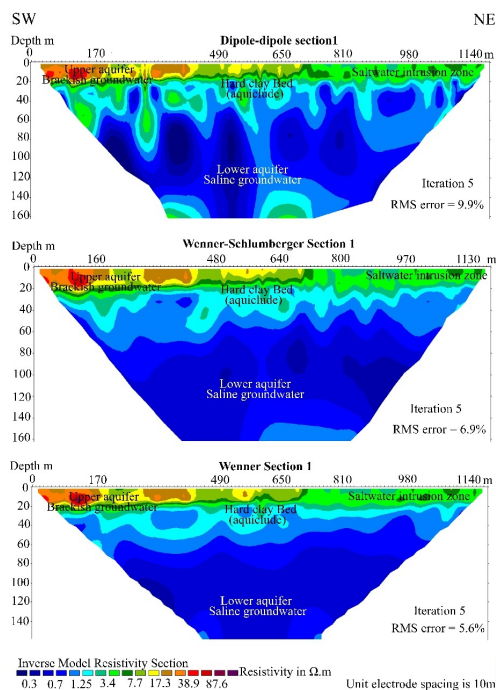 SW NE
Depth m Dipole-dipole section1
0 170 490 650 810 980 1140 m
0
20
40
60
80
100
120
140
160
Upper aquifer
Brackish groundwater
Hard clay Bed
(aquiclude)
Saltwater intrusion zone
Lower aquifer
Saline groundwater
Iteration 5
RMS error = 9.9%
Depth m Wenner-Schlumberger Section 1
0 160 480 640 800 970 1130 m
0
20
40
60
80
100
120
140
160
Upper aquifer
Brackish groundwater
Hard clay Bed
(aquiclude)
Saltwater intrusion zone
Lower aquifer
Saline groundwater
Iteration 5
RMS error = 6.9%
Depth m Wenner Section 1
0 170 490 650 810 1140 m
0
20
40
60
80
100
120
140
Upper aquifer
Brackish groundwater
Hard clay Bed
(aquiclude)
Saltwater intrusion zone
Lower aquifer
Saline groundwater
Iteration 5
RMS error = 5.6%
Inverse Model Resistivity Section
Resistivity in Ω.m
0.3 0.7 1.25 3.4 7.7 17.3 38.9 87.6
Unit electrode spacing is 10m